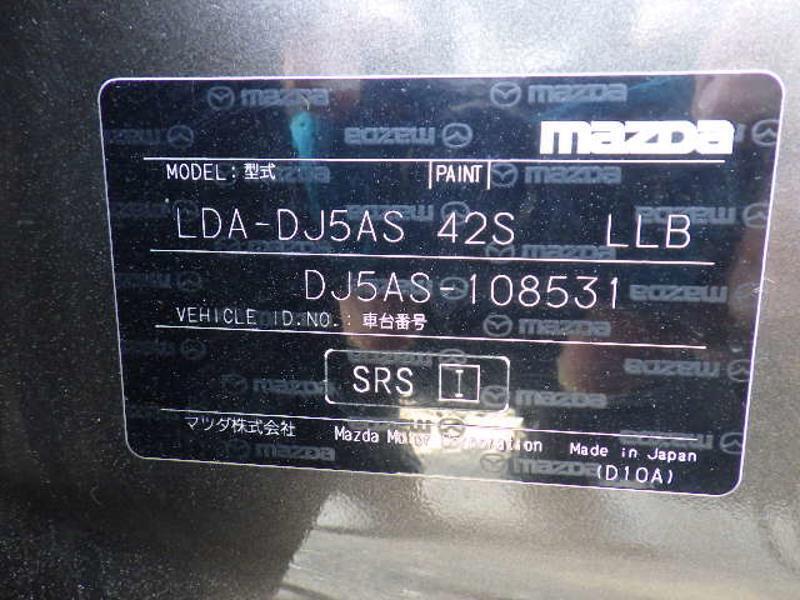 mazda
MODEL: 型式 PAINT
LDA-DJ5AS 42S LLB
DJ5AS-108531
VEHICLE ID.NO.: 車台番号
SRS I
マツダ株式会社 Mazda Motor Corporation Made in Japan
(D10A)